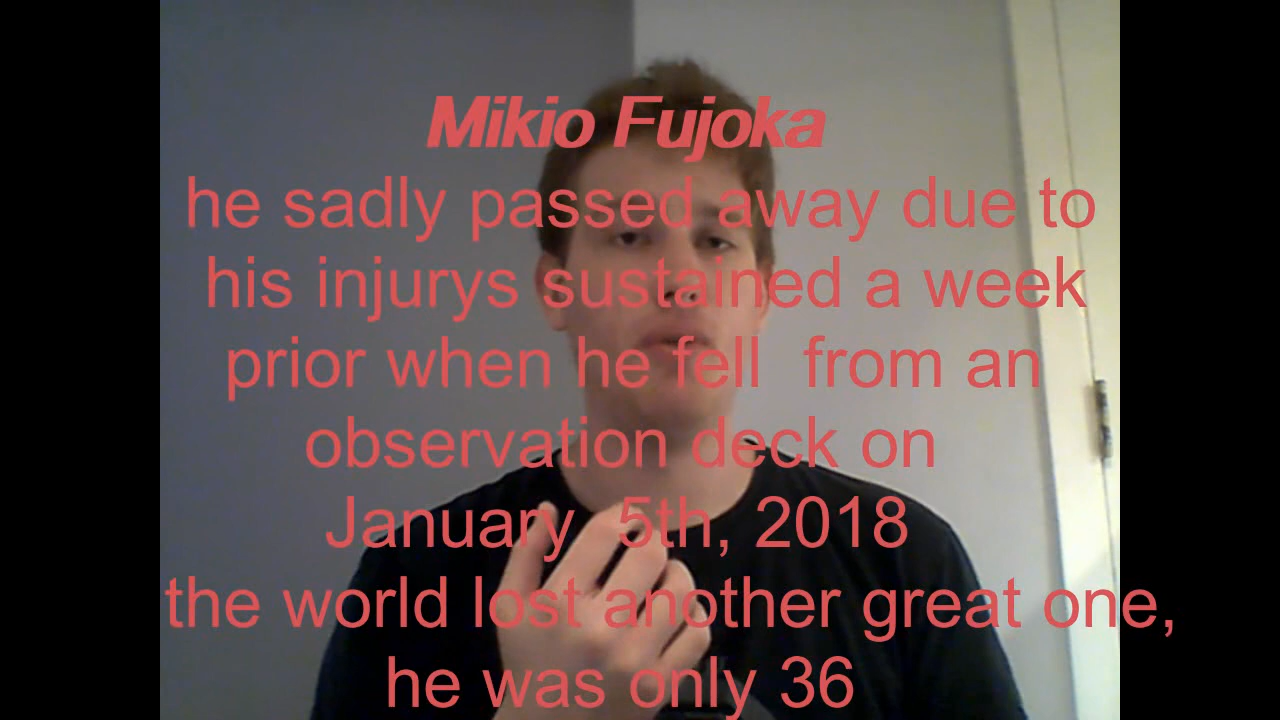 Mikio Fujoka
he sadly passed away due to
his injurys sustained a week
prior when he fell from an
observation deck on
January 5th, 2018
the world lost another great one,
he was only 36